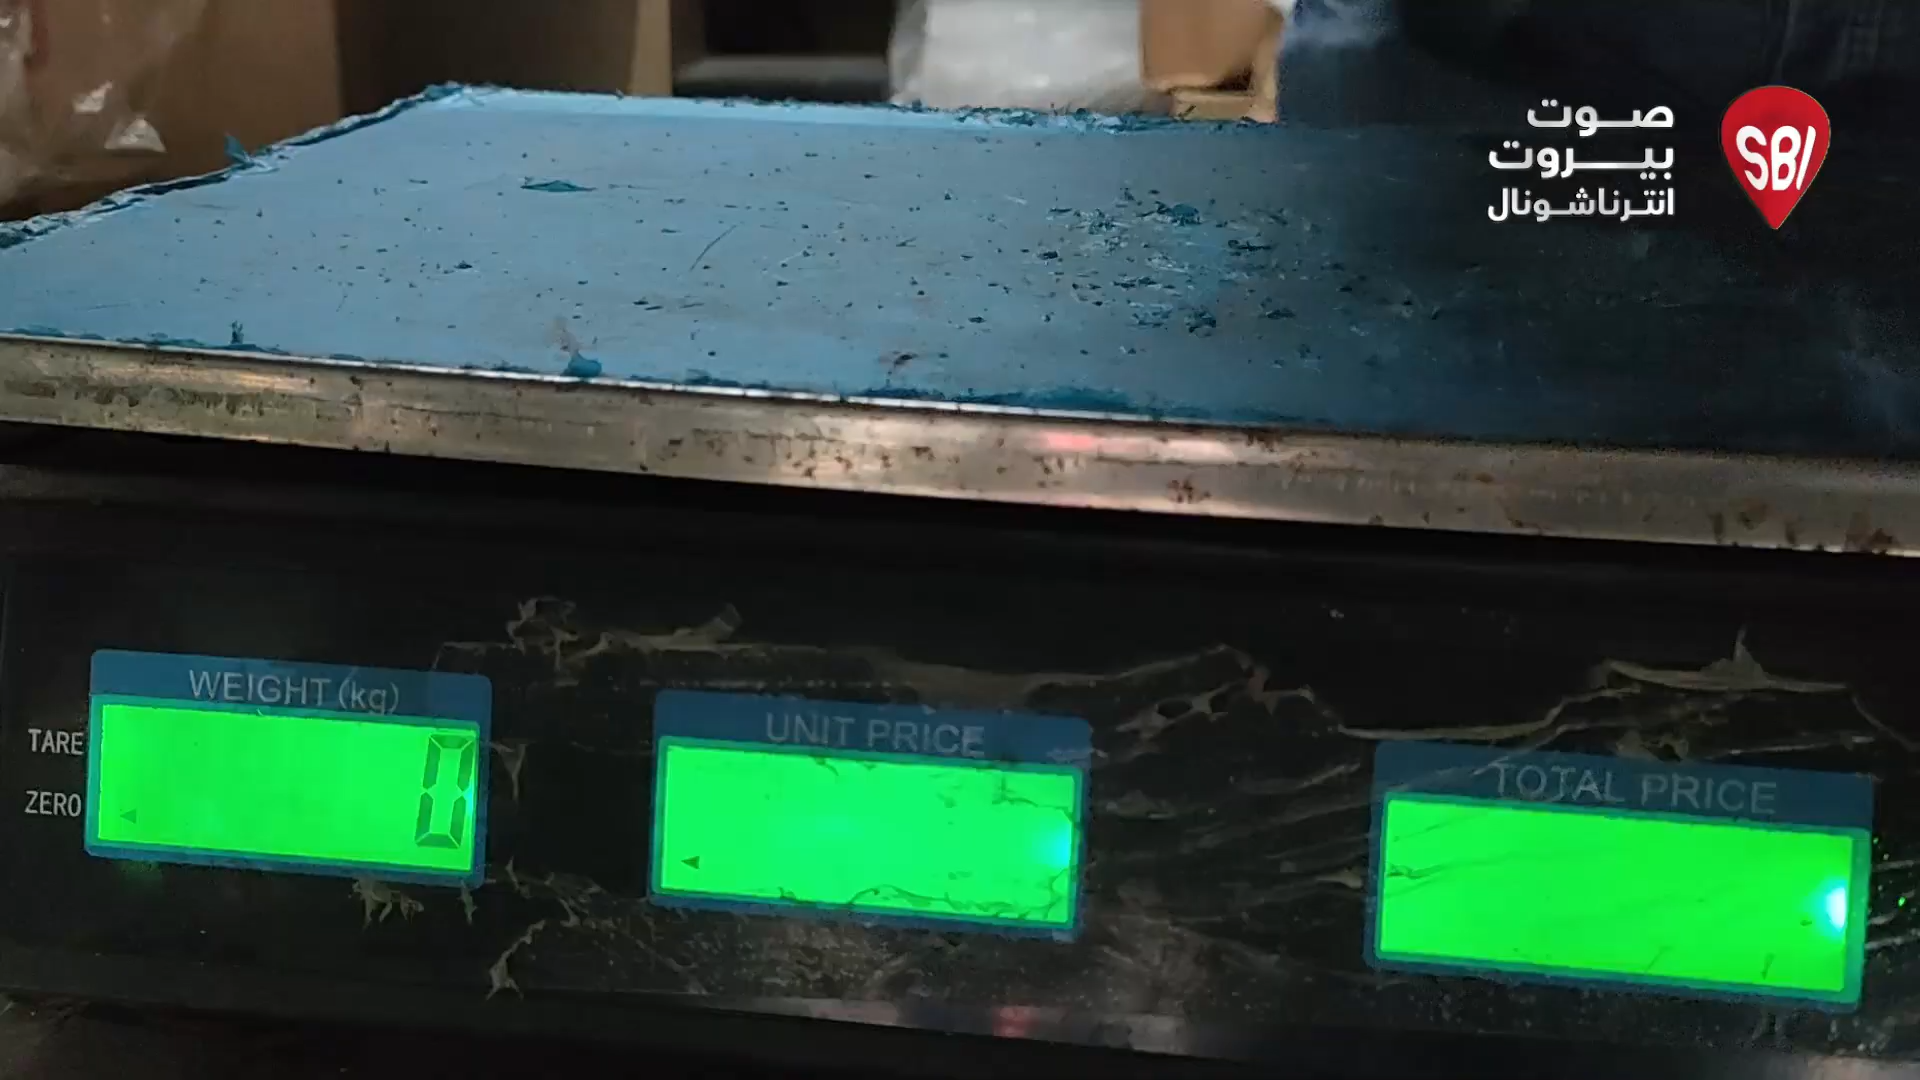 صوت
بيروت
انترناشونال
SBI
WEIGHT (kg)
UNIT PRICE
TOTAL PRICE
TARE
ZERO
0